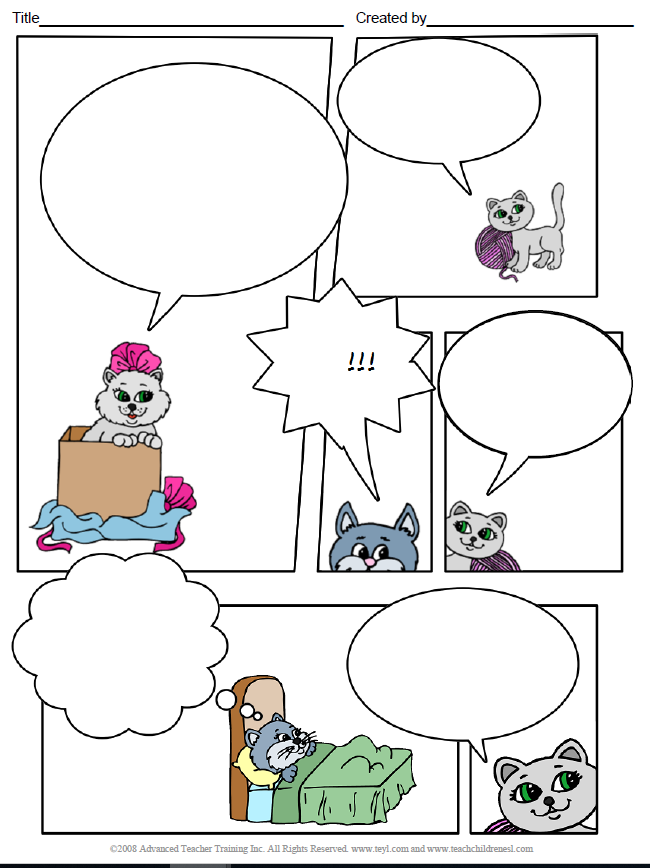 Title Created by
!!!
©2008 Advanced Teacher Training Inc. All Rights Reserved. www.teyl.com and www.teachchildrenesl.com